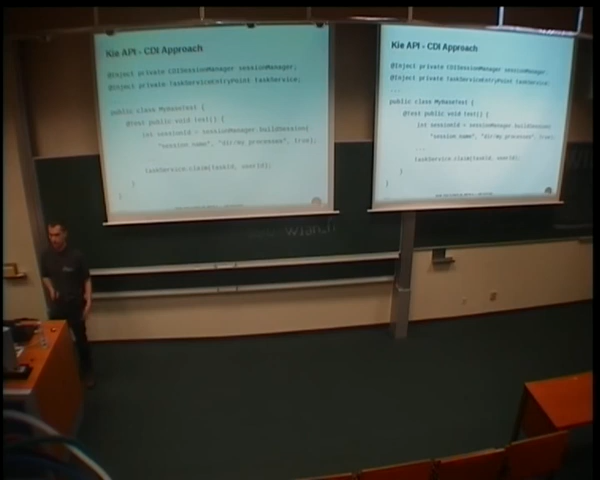 Kie API - CDI Approach
@Inject private CDISessionManager sessionManager;
@Inject private TaskServiceEntryPoint taskService;
public class MyBaseTest {
@Test public void test() {
int sessionId = sessionManager.buildSession(
"session name", "dir/my processes", true);
taskService.claim(taskId, userId);
}
}
Kie API - CDI Approach
@Inject private CDISessionManager sessionManager;
@Inject private TaskServiceEntryPoint taskService;
...
public class MyBaseTest {
@Test public void test() {
int sessionId = sessionManager.buildSession(
"session name", "dir/my processes", true);
...
taskService.claim(taskId, userId);
}
}